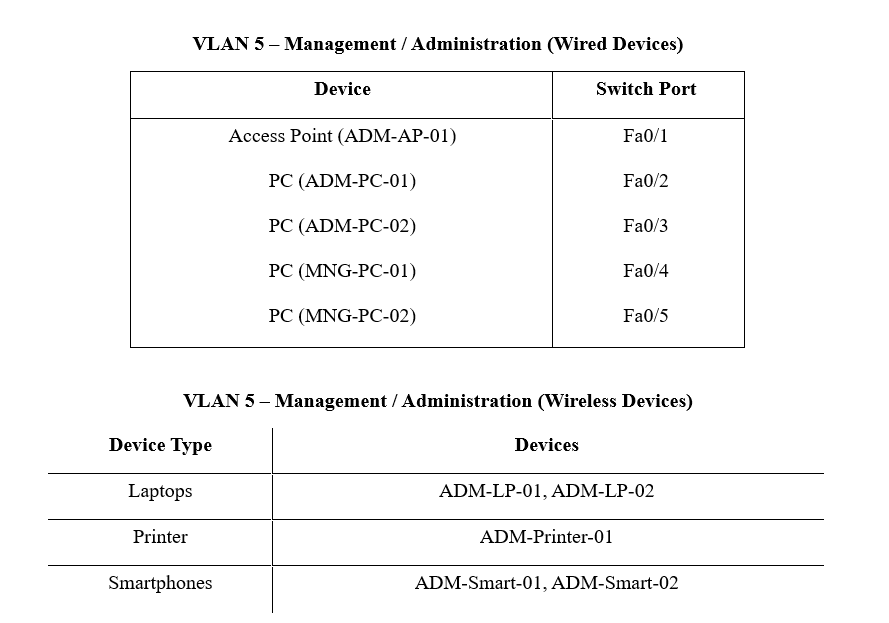 VLAN 5 – Management / Administration (Wired Devices)
Device Switch Port
Access Point (ADM-AP-01) Fa0/1
PC (ADM-PC-01) Fa0/2
PC (ADM-PC-02) Fa0/3
PC (MNG-PC-01) Fa0/4
PC (MNG-PC-02) Fa0/5
VLAN 5 – Management / Administration (Wireless Devices)
Device Type Devices
Laptops ADM-LP-01, ADM-LP-02
Printer ADM-Printer-01
Smartphones ADM-Smart-01, ADM-Smart-02